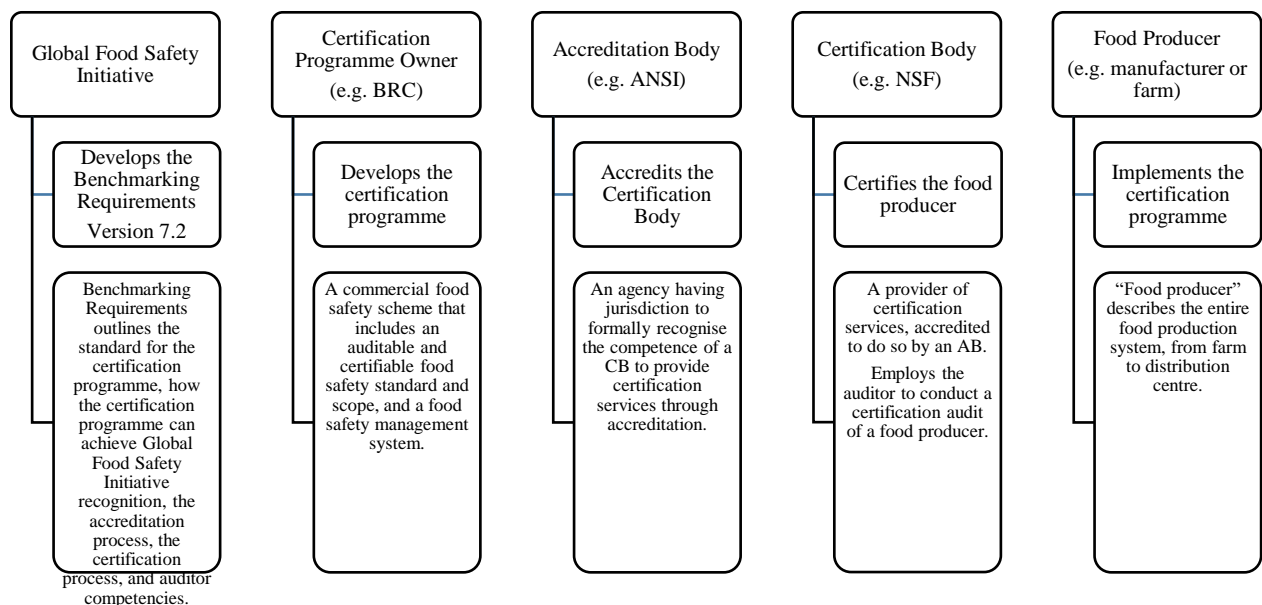 Global Food Safety
Initiative
Develops the
Benchmarking
Requirements
Version 7.2
Benchmarking
Requirements
outlines the
standard for the
certification
programme, how
the certification
programme can
achieve Global
Food Safety
Initiative
recognition, the
accreditation
process, the
certification
process, and auditor
competencies.
Certification
Programme Owner
(e.g. BRC)
Develops the
certification
programme
A commercial food
safety scheme that
includes an
auditable and
certifiable food
safety standard and
scope, and a food
safety management
system.
Accreditation Body
(e.g. ANSI)
Accredits the
Certification
Body
An agency having
jurisdiction to
formally recognise
the competence of a
CB to provide
certification
services through
accreditation.
Certification Body
(e.g. NSF)
Certifies the food
producer
A provider of
certification
services, accredited
to do so by an AB.
Employs the
auditor to conduct a
certification audit
of a food producer.
Food Producer
(e.g. manufacturer or
farm)
Implements the
certification
programme
“Food producer”
describes the entire
food production
system, from farm
to distribution
centre.